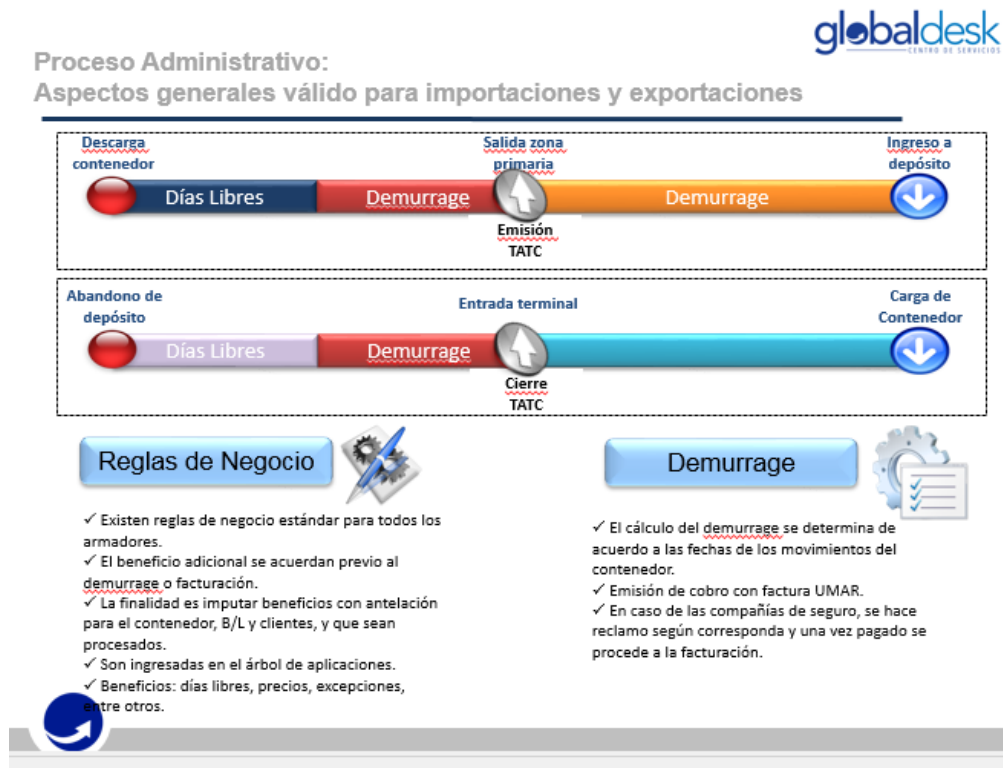 globaldesk
CENTRO DE SERVICIOS
Proceso Administrativo:
Aspectos generales válido para importaciones y exportaciones
Descarga
contenedor
Salida zona
primaria
Ingreso a
depósito
Días Libres
Demurrage
Demurrage
Emisión
TATC
Abandono de
depósito
Entrada terminal
Carga de
Contenedor
Días Libres
Demurrage
Cierre
TATC
Reglas de Negocio
✓ Existen reglas de negocio estándar para todos los
armadores.
✓ El beneficio adicional se acuerdan previo al
demurrage o facturación.
✓ La finalidad es imputar beneficios con antelación
para el contenedor, B/L y clientes, y que sean
procesados.
✓ Son ingresadas en el árbol de aplicaciones.
✓ Beneficios: días libres, precios, excepciones,
entre otros.
Demurrage
✓ El cálculo del demurrage se determina de
acuerdo a las fechas de los movimientos del
contenedor.
✓ Emisión de cobro con factura UMAR.
✓ En caso de las compañías de seguro, se hace
reclamo según corresponda y una vez pagado se
procede a la facturación.